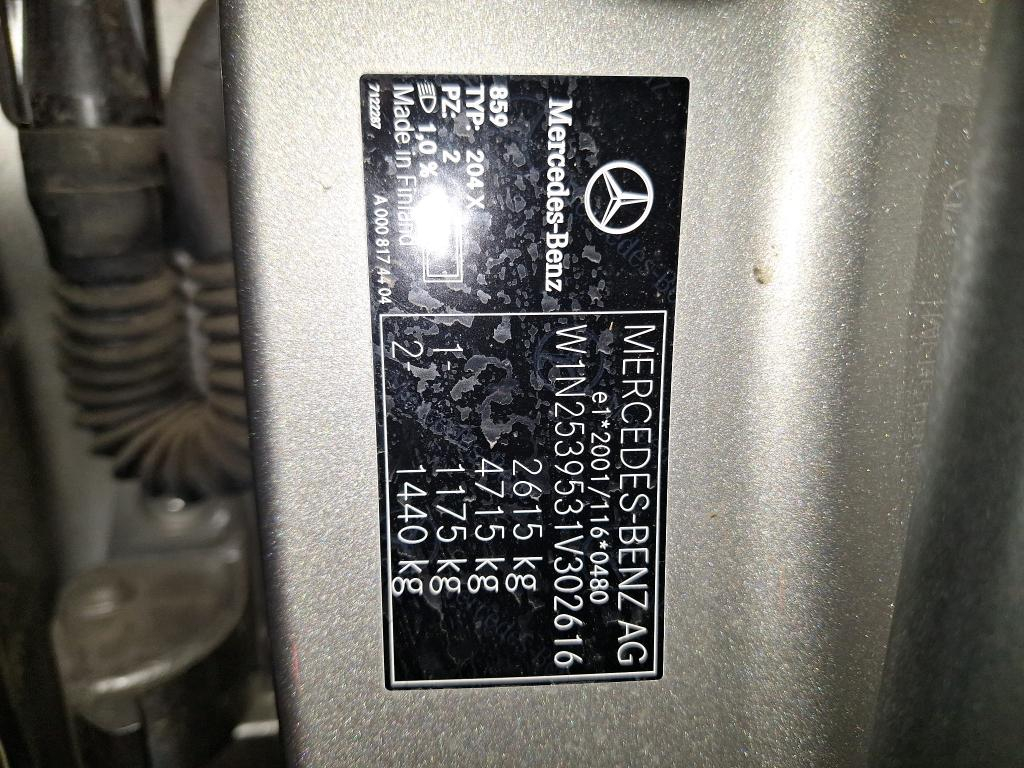 Mercedes-Benz
859
TYP: 204 X
PZ: 2
1,0 %
Made in Finland
7122267 A 000 817 44 04
MERCEDES-BENZ AG
e1*2001/116*0480
W1N2539531V302616
2615 kg
4715 kg
1- 1175 kg
2- 1440 kg